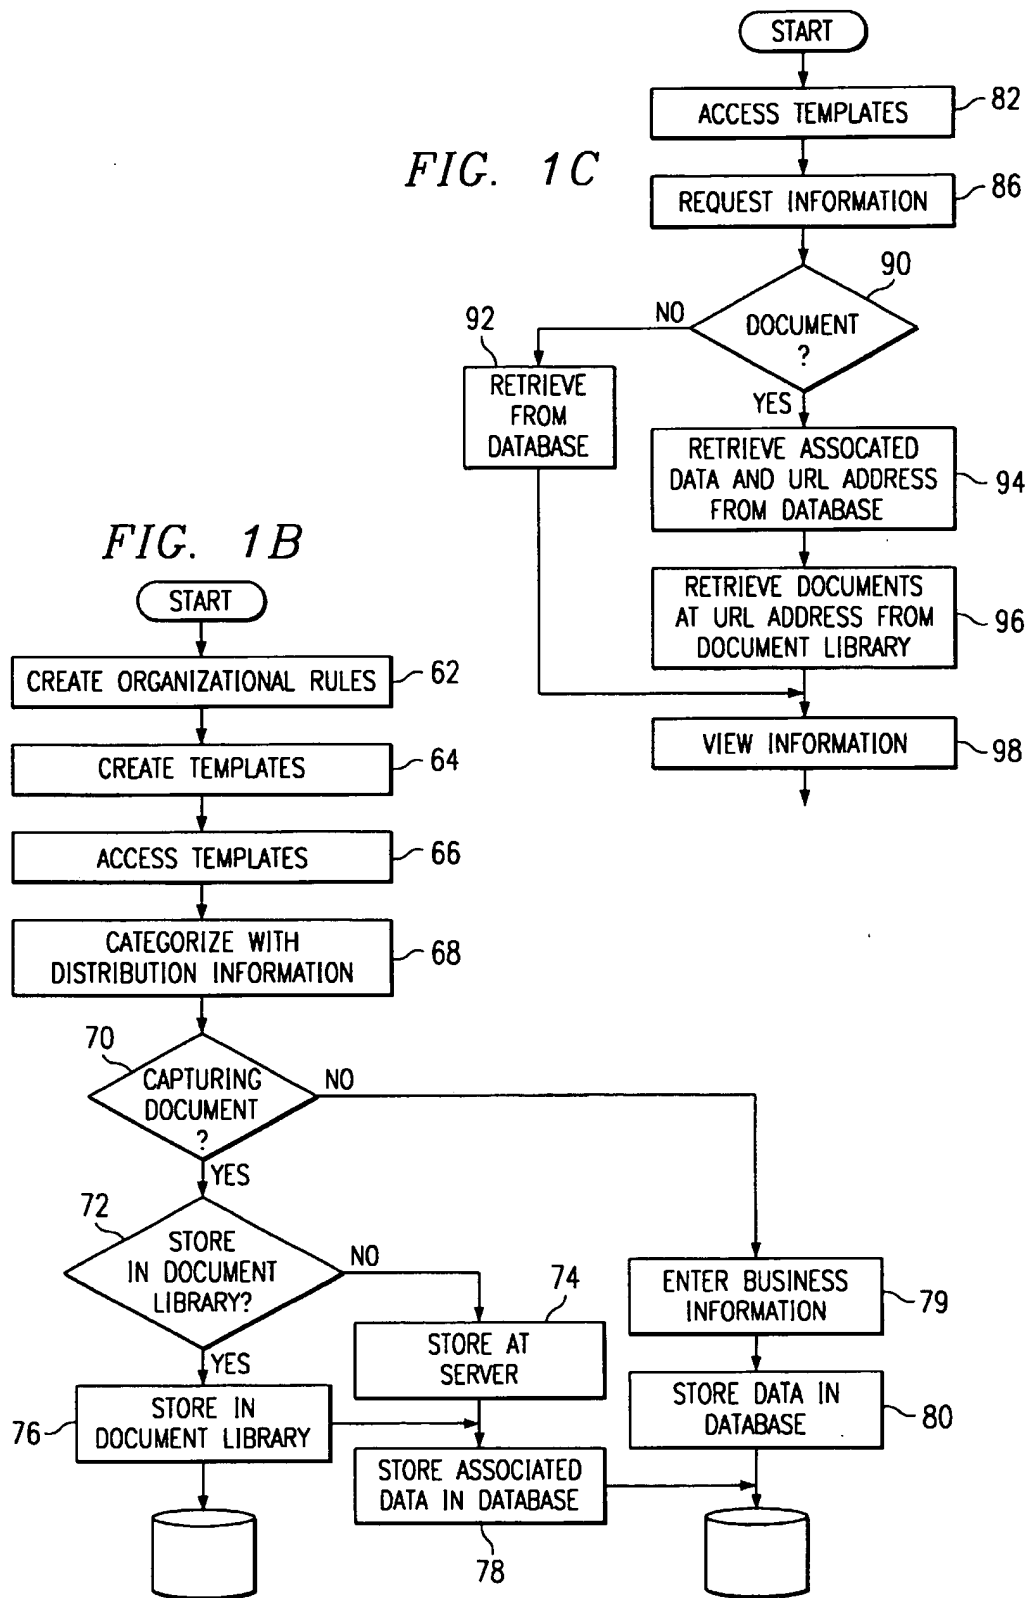 FIG. 1C
START
ACCESS TEMPLATES
82
REQUEST INFORMATION
86
90
DOCUMENT
?
NO
YES
92
RETRIEVE
FROM
DATABASE
RETRIEVE ASSOCATED
DATA AND URL ADDRESS
FROM DATABASE
94
RETRIEVE DOCUMENTS
AT URL ADDRESS FROM
DOCUMENT LIBRARY
96
VIEW INFORMATION
98
FIG. 1B
START
CREATE ORGANIZATIONAL RULES
62
CREATE TEMPLATES
64
ACCESS TEMPLATES
66
CATEGORIZE WITH
DISTRIBUTION INFORMATION
68
70
CAPTURING
DOCUMENT
?
NO
YES
72
STORE
IN DOCUMENT
LIBRARY?
NO
YES
74
STORE AT
SERVER
76
STORE IN
DOCUMENT LIBRARY
STORE ASSOCIATED
DATA IN DATABASE
78
ENTER BUSINESS
INFORMATION
79
STORE DATA IN
DATABASE
80